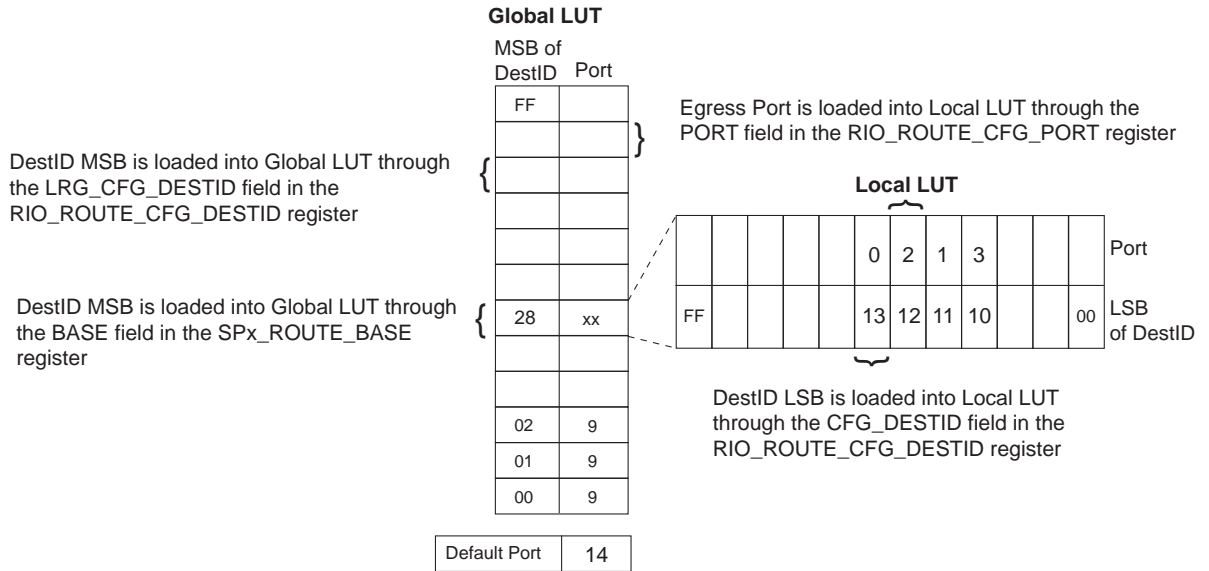 Global LUT
MSB of
DestID Port
FF
Egress Port is loaded into Local LUT through the
PORT field in the RIO_ROUTE_CFG_PORT register
DestID MSB is loaded into Global LUT through
the LRG_CFG_DESTID field in the
RIO_ROUTE_CFG_DESTID register
Local LUT
0 2 1 3 Port
DestID MSB is loaded into Global LUT through
the BASE field in the SPx_ROUTE_BASE
register
28 xx
FF 13 12 11 10 00 LSB
of DestID
DestID LSB is loaded into Local LUT
through the CFG_DESTID field in the
RIO_ROUTE_CFG_DESTID register
02 9
01 9
00 9
Default Port 14